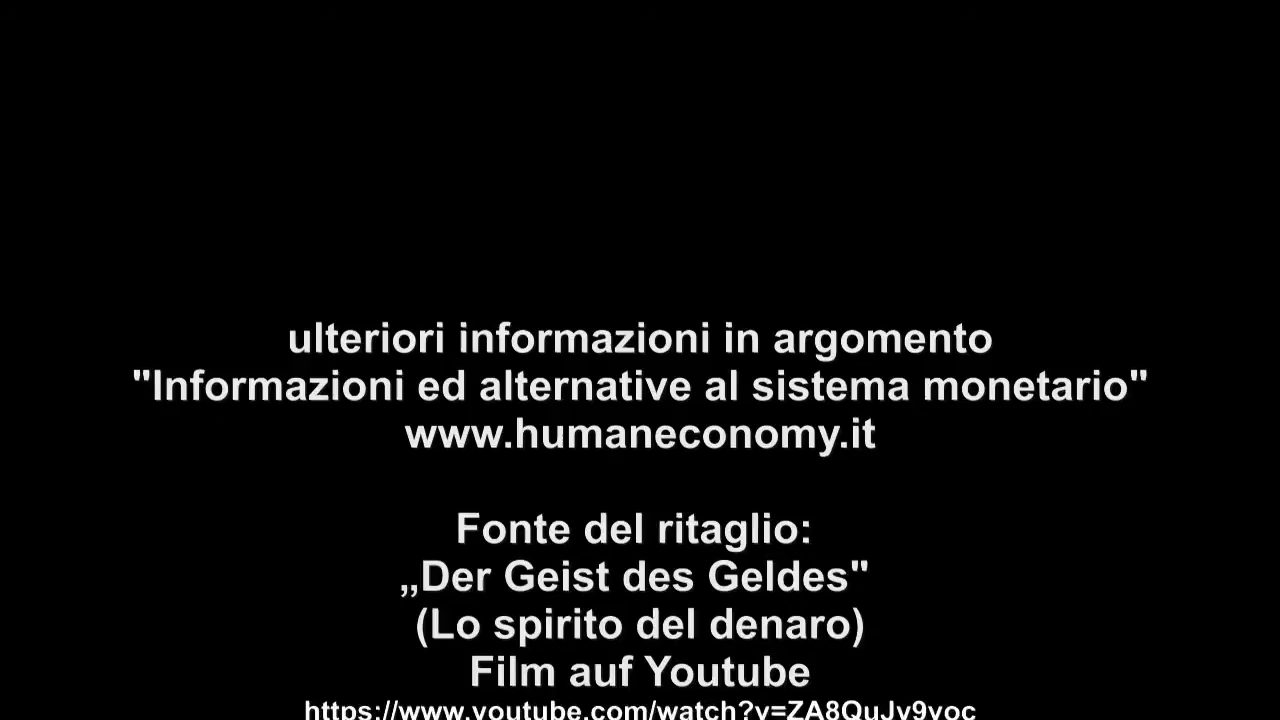 ulteriori informazioni in argomento
"Informazioni ed alternative al sistema monetario"
www.humaneconomy.it
Fonte del ritaglio:
„Der Geist des Geldes"
(Lo spirito del denaro)
Film auf Youtube